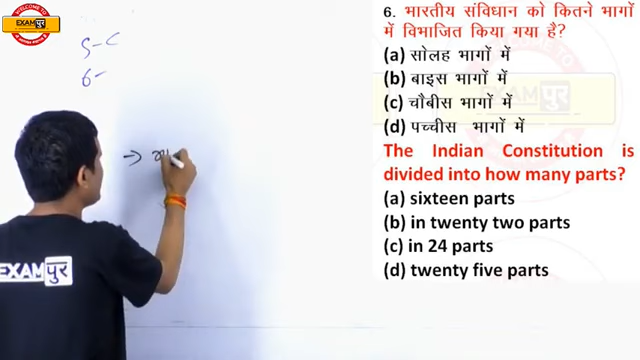 WELCOME TO
EXAMपुर
5-C
6-
→
EXAMपुर
6. भारतीय संविधान को कितने भागों
में विभाजित किया गया है?
(a) सोलह भागों में
(b) बाइस भागों में
(c) चौबीस भागों में
(d) पच्चीस भागों में
The Indian Constitution is
divided into how many parts?
(a) sixteen parts
(b) in twenty two parts
(c) in 24 parts
(d) twenty five parts